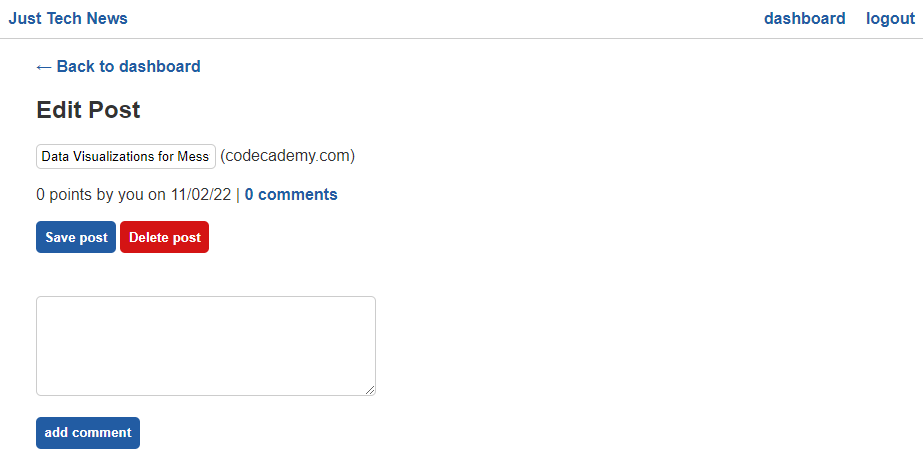 Just Tech News dashboard logout
← Back to dashboard
Edit Post
Data Visualizations for Mess (codecademy.com)
0 points by you on 11/02/22 | 0 comments
Save post Delete post
add comment